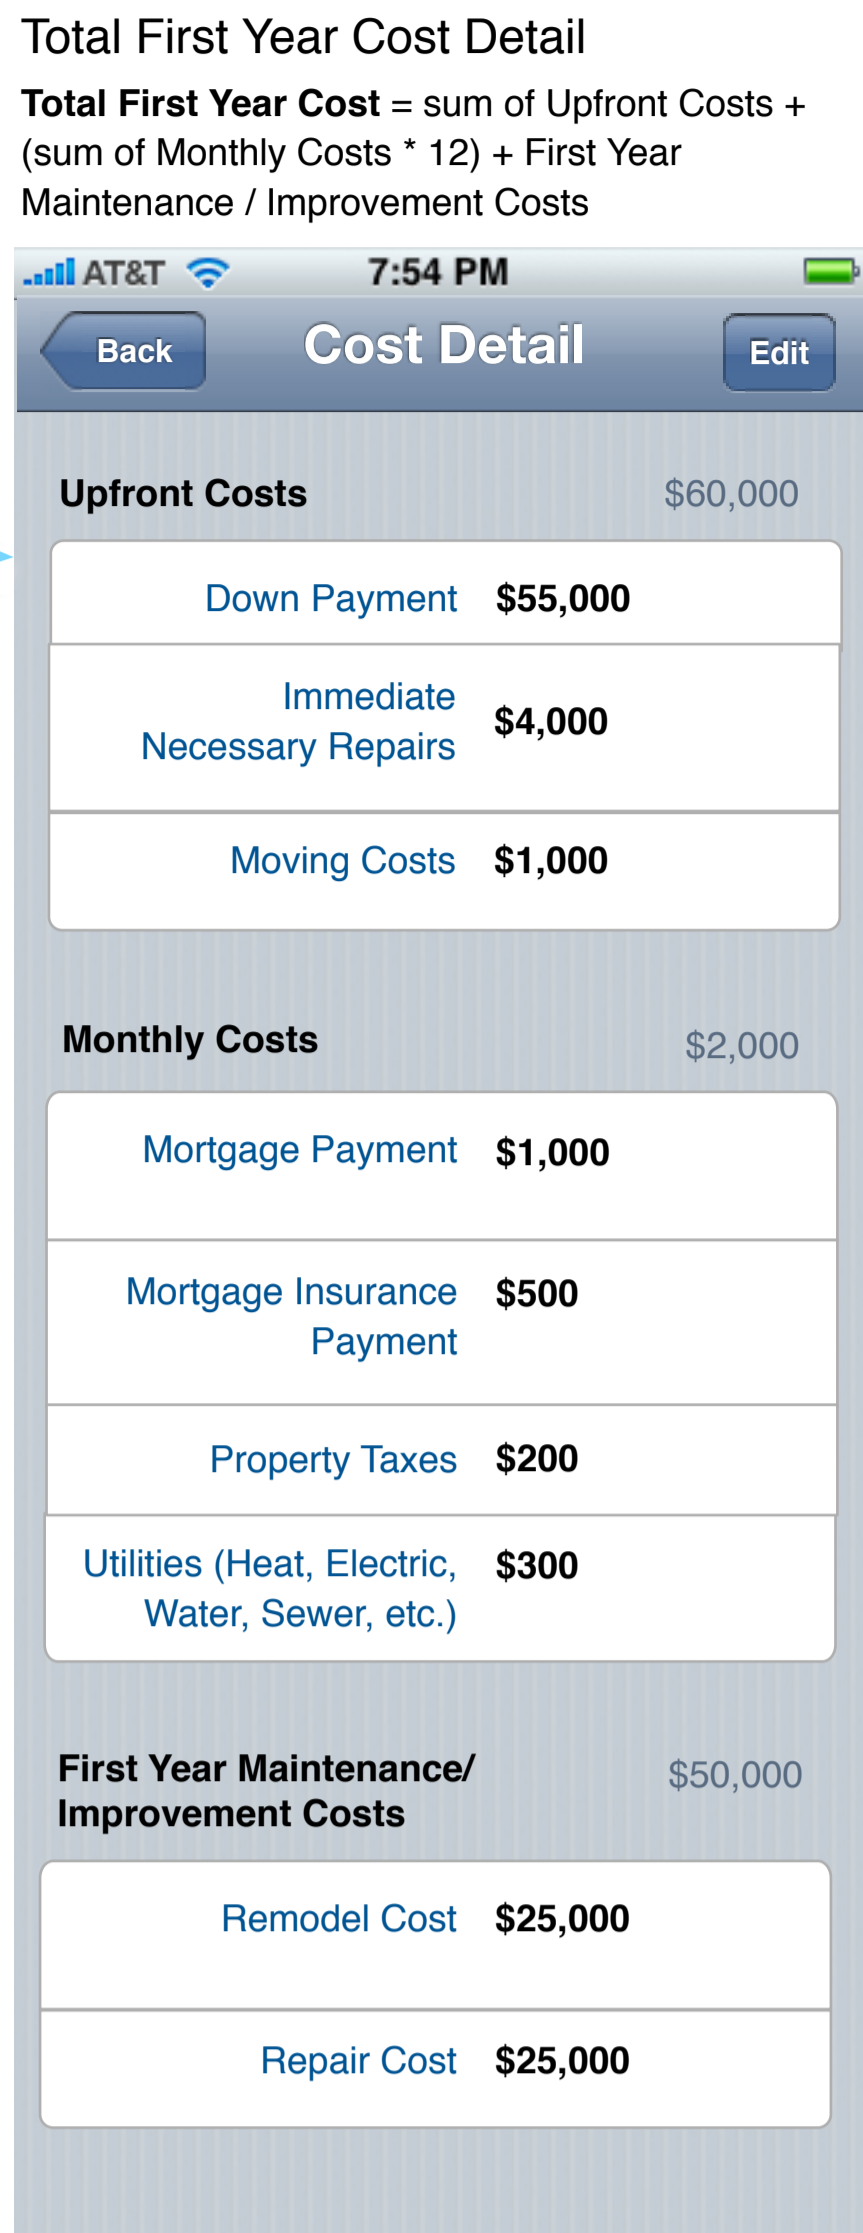 Total First Year Cost Detail
Total First Year Cost = sum of Upfront Costs +
(sum of Monthly Costs * 12) + First Year
Maintenance / Improvement Costs
AT&T 7:54 PM
Back Cost Detail Edit
Upfront Costs $60,000
Down Payment $55,000
Immediate
Necessary Repairs $4,000
Moving Costs $1,000
Monthly Costs $2,000
Mortgage Payment $1,000
Mortgage Insurance $500
Payment
Property Taxes $200
Utilities (Heat, Electric, $300
Water, Sewer, etc.)
First Year Maintenance/ $50,000
Improvement Costs
Remodel Cost $25,000
Repair Cost $25,000